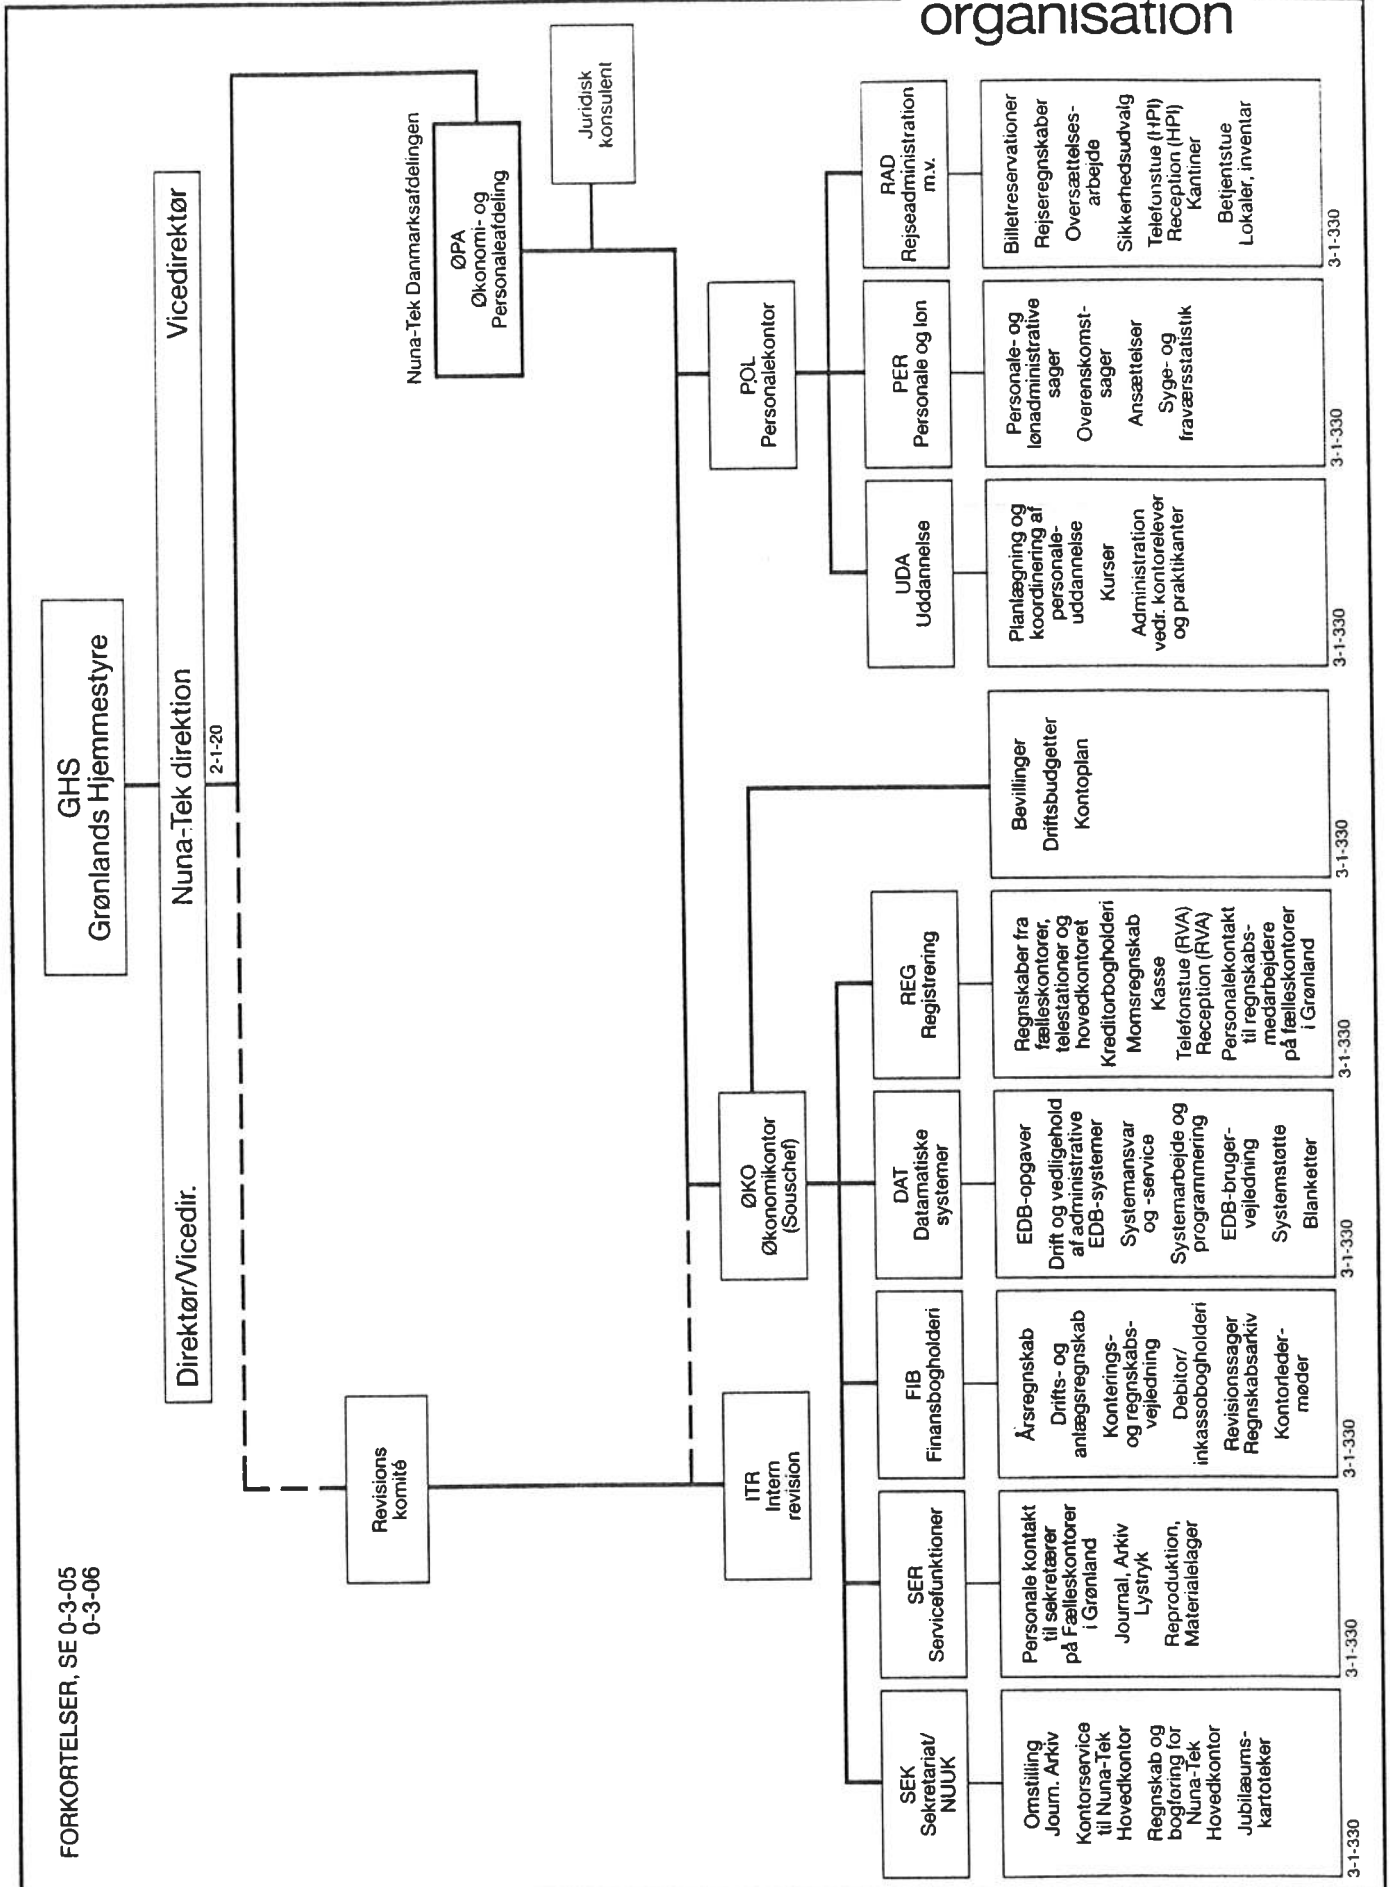 organisation
FORKORTELSER, SE 0-3-05
0-3-06
GHS
Grønlands Hjemmestyre
Direktør/Vicedir.
Nuna-Tek direktion
Vicedirektør
2-1-20
Nuna-Tek Danmarksafdelingen
ØPA
Økonomi- og
Personaleafdeling
Juridisk
konsulent
Revisions
komité
ITR
Intern
revision
ØKO
Økonomikontor
(Souschef)
POL
Personalekontor
SEK
Sekretariat/
NUUK
SER
Servicefunktioner
FIB
Finansbogholderi
DAT
Datamatiske
systemer
REG
Registrering
UDA
Uddannelse
PER
Personale og løn
RAD
Rejseadministration
m.v.
Omstilling
Journ. Arkiv
Kontorservice
til Nuna-Tek
Hovedkontor
Regnskab og
bogføring for
Nuna-Tek
Hovedkontor
Jubilæums-
kartoteker
3-1-330
Personale kontakt
til sekretærer
på Fælleskontorer
i Grønland
Journal, Arkiv
Lystryk
Reproduktion,
Materialelager
3-1-330
Årsregnskab
Drifts- og
anlægsregnskab
Konterings-
og regnskabs-
vejledning
Debitor/
inkassobogholderi
Revisionssager
Regnskabsarkiv
Kontorleder-
møder
3-1-330
EDB-opgaver
Drift og vedligehold
af administrative
EDB-systemer
Systemansvar
og -service
Systemarbejde og
programmering
EDB-bruger-
vejledning
Systemstøtte
Blanketter
3-1-330
Regnskaber fra
fælleskontorer,
telestationer og
hovedkontoret
Kreditorbogholderi
Momsregnskab
Kasse
Telefonstue (RVA)
Reception (RVA)
Personalekontakt
til regnskabs-
medarbejdere
på fælleskontorer
i Grønland
3-1-330
Bevillinger
Driftsbudgetter
Kontoplan
3-1-330
Planlægning og
koordinering af
personale-
uddannelse
Kurser
Administration
vedr. kontorelever
og praktikanter
3-1-330
Personale- og
lønadministrative
sager
Overenskomst-
sager
Ansættelser
Syge- og
fraværsstatistik
3-1-330
Billetreservationer
Rejseregnskaber
Oversættelses-
arbejde
Sikkerhedsudvalg
Telefonstue (HPI)
Reception (HPI)
Kantiner
Betjentstue
Lokaler, inventar
3-1-330